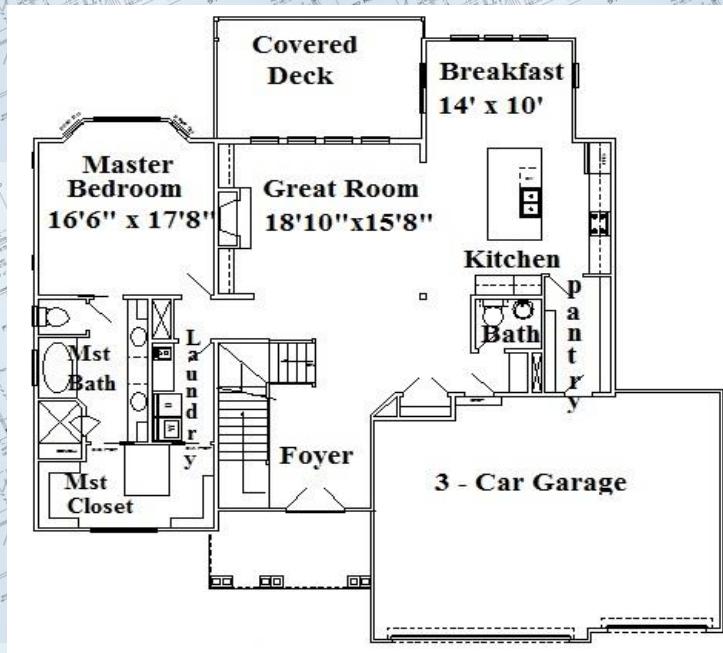 Covered
Deck
Breakfast
14' x 10'
Master
Bedroom
16'6" x 17'8"
Great Room
18'10"x15'8"
Kitchen
pantry
Bath
Laundry
Mst
Bath
Foyer
3 - Car Garage
Mst
Closet